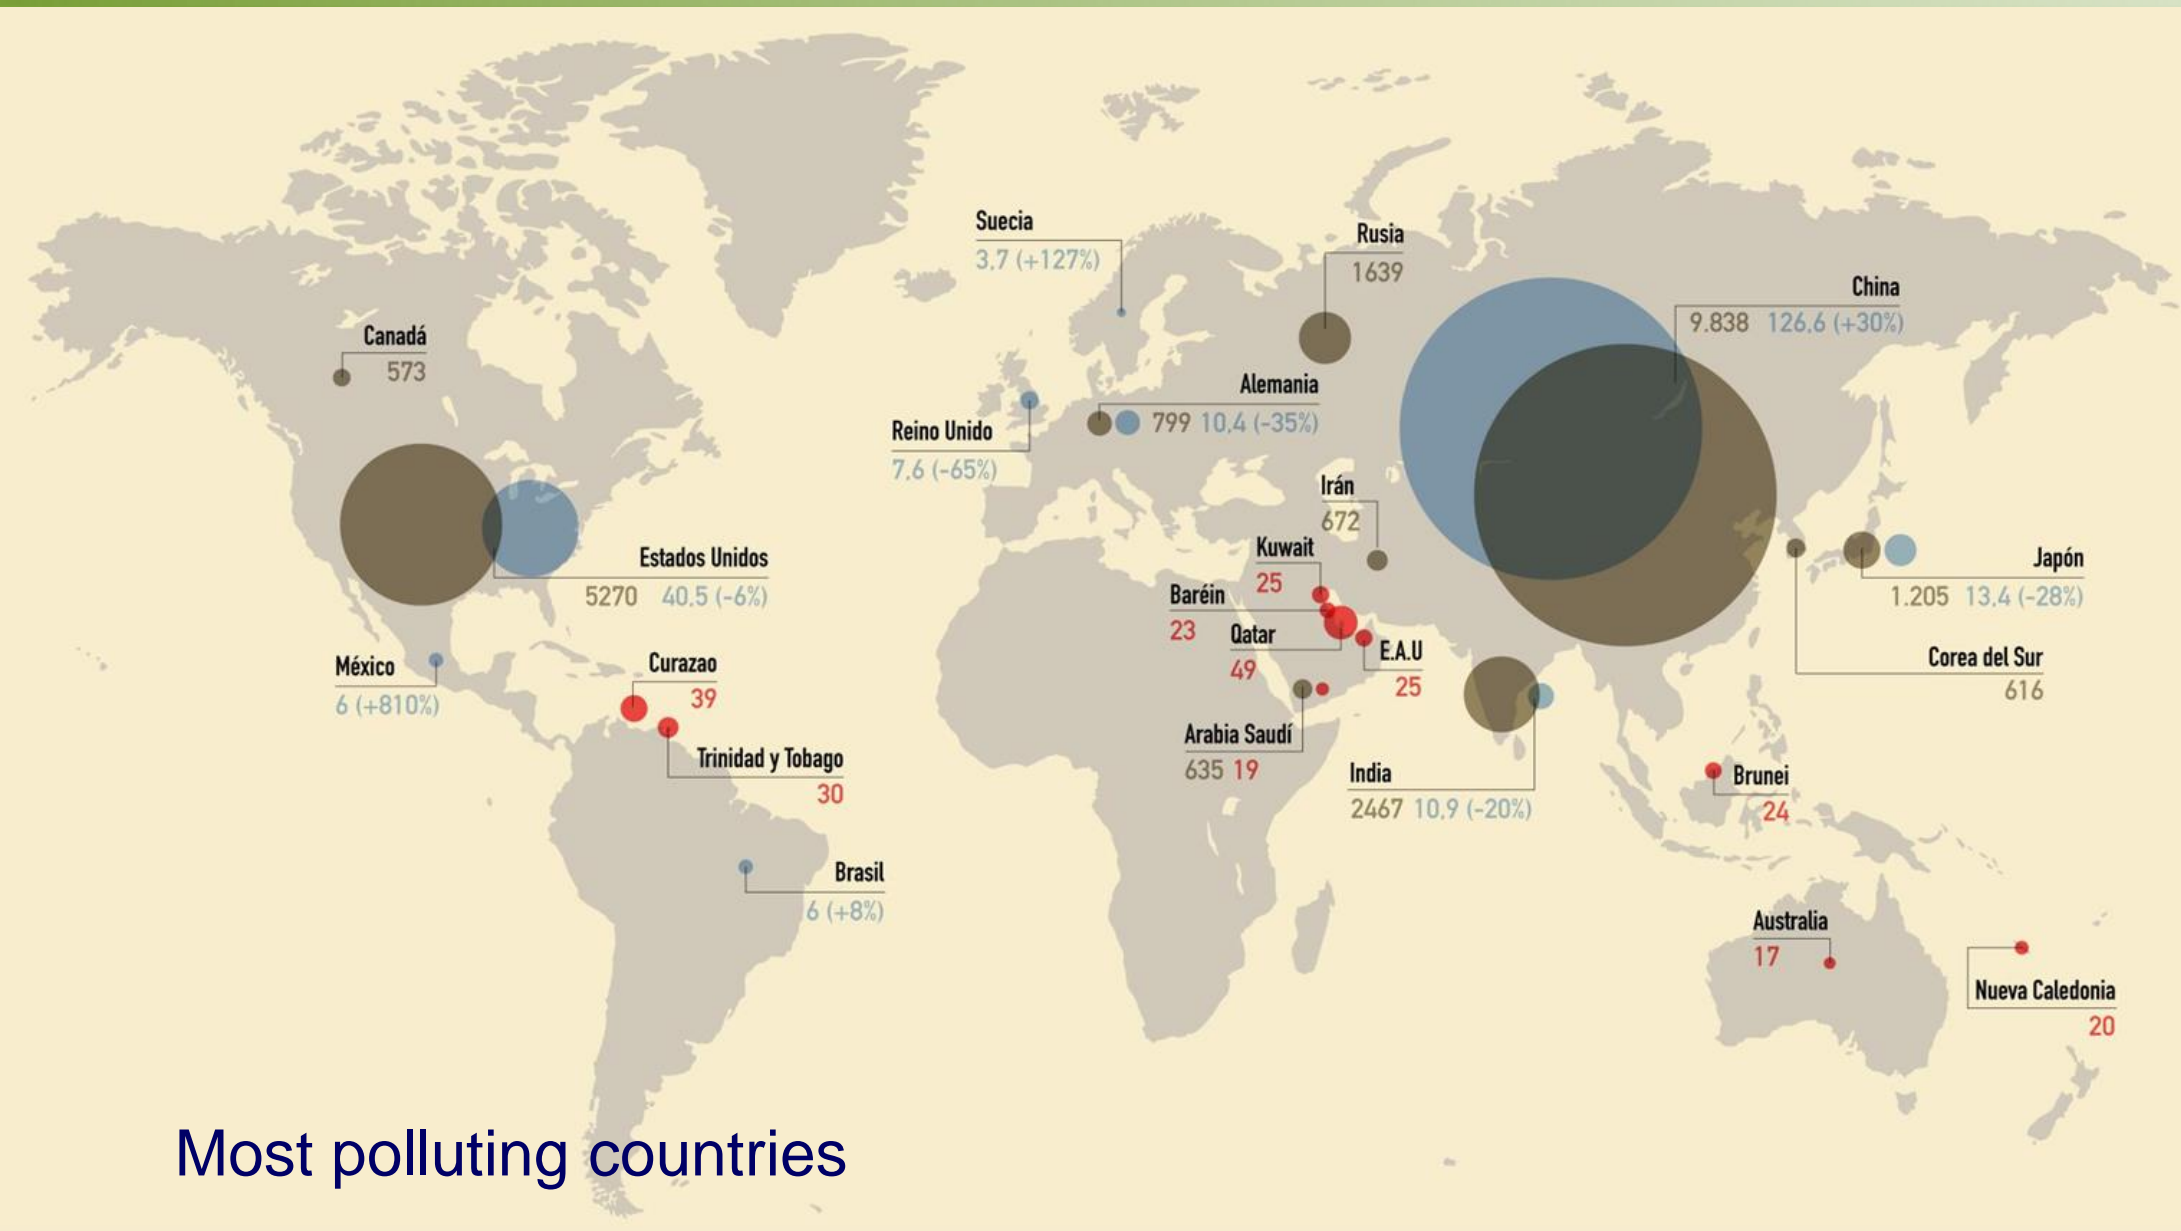 Suecia
3,7 (+127%)
Rusia
1639
China
9.838 126,6 (+30%)
Canadá
573
Alemania
799 10,4 (-35%)
Reino Unido
7,6 (-65%)
Irán
672
Kuwait
25
Estados Unidos
5270 40,5 (-6%)
Japón
1.205 13,4 (-28%)
Baréin
23
Qatar
49
E.A.U
25
México
6 (+810%)
Curazao
39
Corea del Sur
616
Trinidad y Tobago
30
Arabia Saudí
635 19
India
2467 10,9 (-20%)
Brunei
24
Brasil
6 (+8%)
Australia
17
Nueva Caledonia
20
Most polluting countries